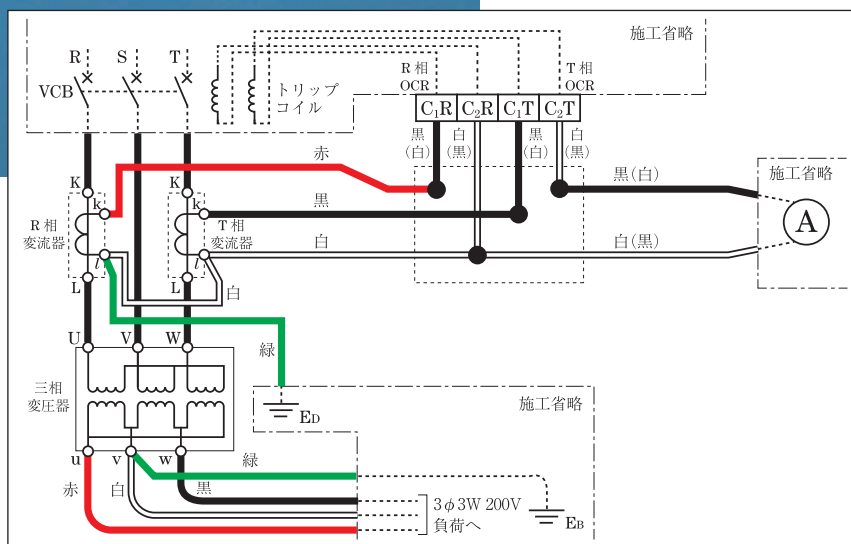 施工省略
R S T
VCB
トリップ
コイル
R相
OCR
T相
OCR
C₁R C₂R C₁T C₂T
黒
(白)
白
(黒)
黒
(白)
白
(黒)
赤
黒(白)
施工省略
A
K K
k k
黒
R相
変流器
T相
変流器
白
白(黒)
l l
L L
白
U V W
緑
三相
変圧器
施工省略
ED
u v w
緑
赤 白 黒
3φ3W 200V
負荷へ
EB